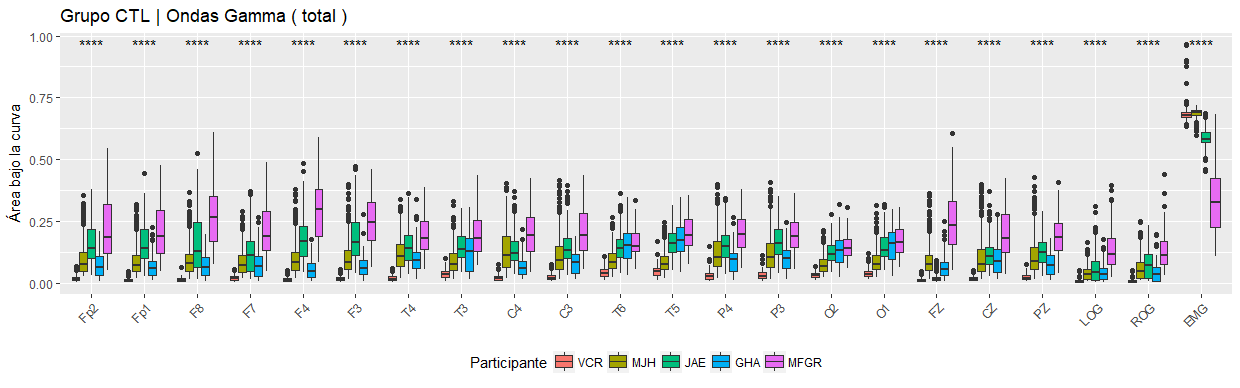 Grupo CTL | Ondas Gamma ( total )
Área bajo la curva
1.00
0.75
0.50
0.25
0.00
**** **** **** **** **** **** **** **** **** **** **** **** **** **** **** **** **** **** **** **** **** ****
Fp2 Fp1 F8 F7 F4 F3 T4 T3 C4 C3 T6 T5 P4 P3 O2 O1 FZ CZ PZ LOG ROG EMG
Participante VCR MJH JAE GHA MFGR